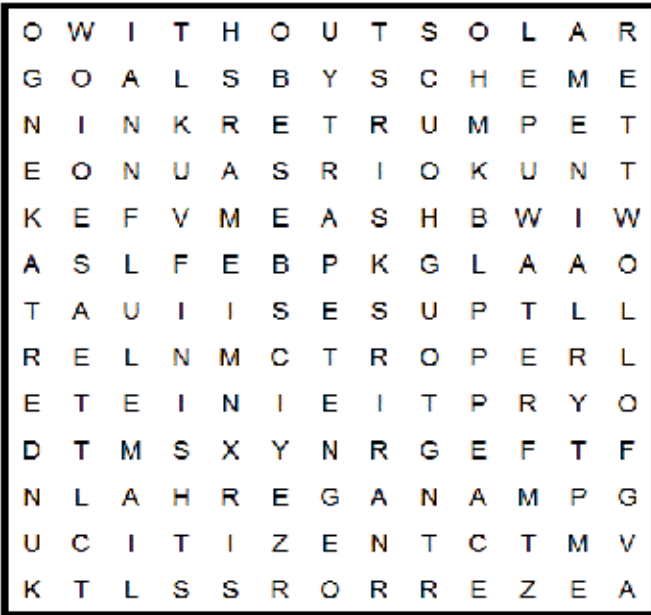 O W I T H O U T S O L A R
G O A L S B Y S C H E M E
N I N K R E T R U M P E T
E O N U A S R I O K U N T
K E F V M E A S H B W I W
A S L F E B P K G L A A O
T A U I I S E S U P T L L
R E L N M C T R O P E R L
E T E I N I E I T P R Y O
D T M S X Y N R G E F T F
N L A H R E G A N A M P G
U C I T I Z E N T C T M V
K T L S S R O R R E Z E A